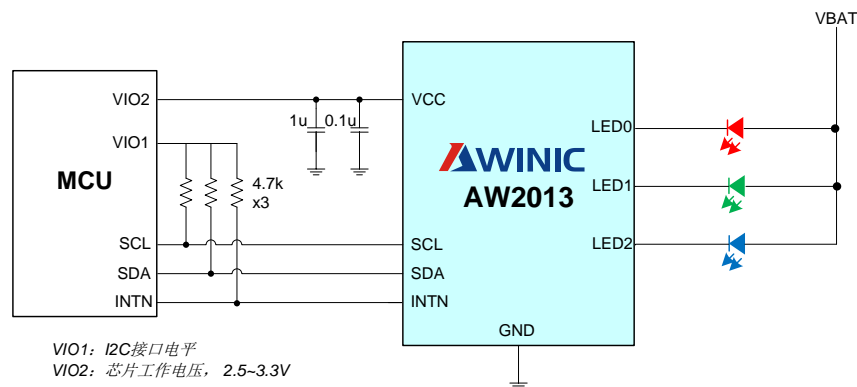 VBAT
MCU
VIO2
VIO1
SCL
SDA
INTN
1u
0.1u
4.7k
x3
VCC
AWINIC
AW2013
SCL
SDA
INTN
GND
LED0
LED1
LED2
VIO1：I2C接口电平
VIO2：芯片工作电压，2.5~3.3V